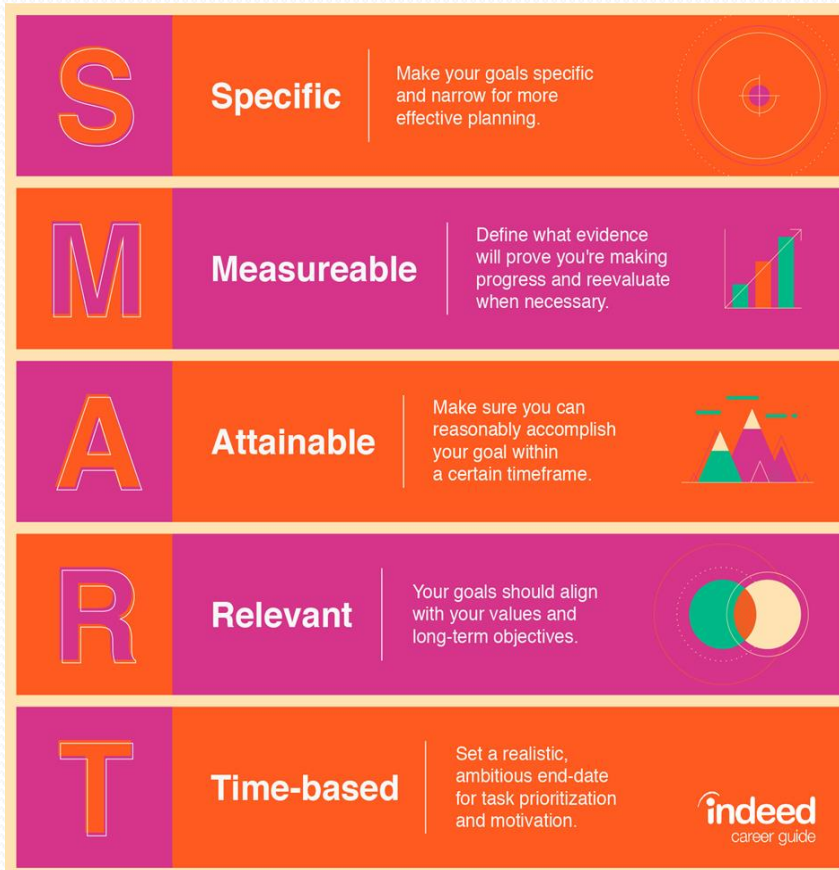 S
Specific
Make your goals specific
and narrow for more
effective planning.
M
Measureable
Define what evidence
will prove you're making
progress and reevaluate
when necessary.
A
Attainable
Make sure you can
reasonably accomplish
your goal within
a certain timeframe.
R
Relevant
Your goals should align
with your values and
long-term objectives.
T
Time-based
Set a realistic,
ambitious end-date
for task prioritization
and motivation.
indeed
career guide